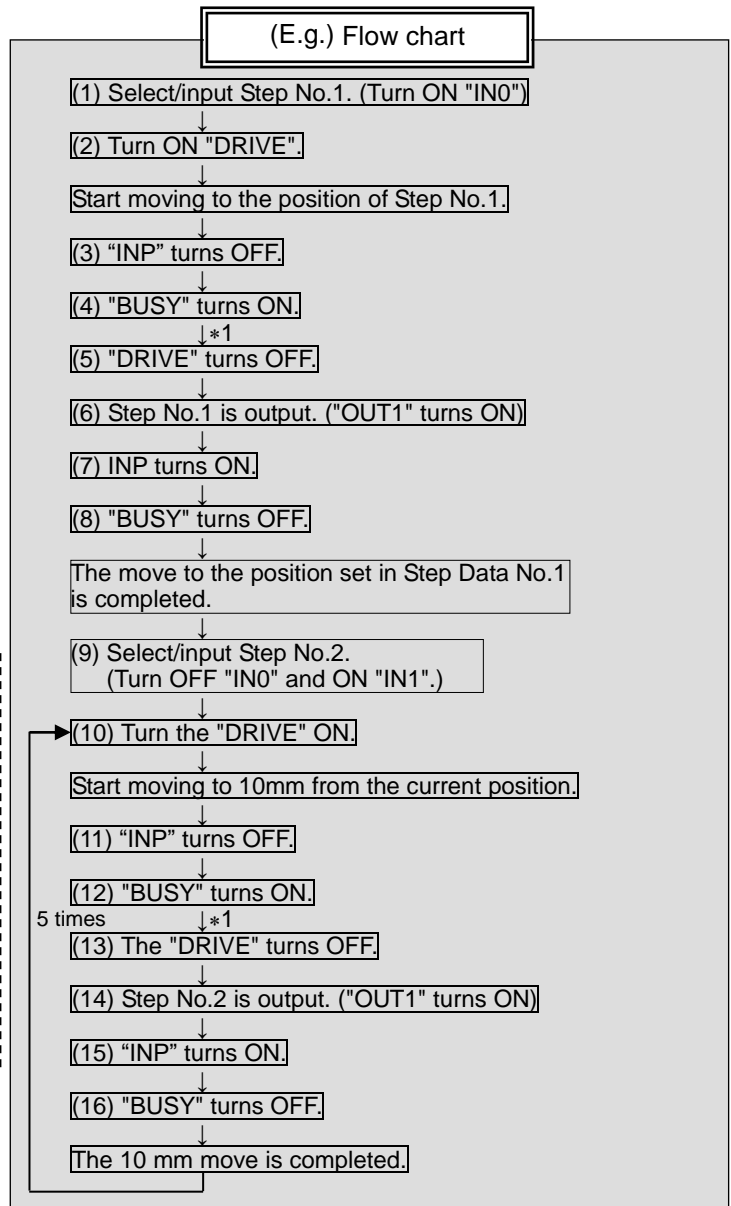 (E.g.) Flow chart
(1) Select/input Step No.1. (Turn ON "IN0")
↓
(2) Turn ON "DRIVE".
↓
Start moving to the position of Step No.1.
↓
(3) “INP” turns OFF.
↓
(4) "BUSY" turns ON.
↓*1
(5) "DRIVE" turns OFF.
↓
(6) Step No.1 is output. ("OUT1" turns ON)
↓
(7) INP turns ON.
↓
(8) "BUSY" turns OFF.
↓
The move to the position set in Step Data No.1
is completed.
↓
(9) Select/input Step No.2.
(Turn OFF "IN0" and ON "IN1".)
↓
(10) Turn the "DRIVE" ON.
↓
Start moving to 10mm from the current position.
↓
(11) “INP” turns OFF.
↓
(12) "BUSY" turns ON.
5 times ↓*1
(13) The "DRIVE" turns OFF.
↓
(14) Step No.2 is output. ("OUT1" turns ON)
↓
(15) “INP” turns ON.
↓
(16) "BUSY" turns OFF.
↓
The 10 mm move is completed.